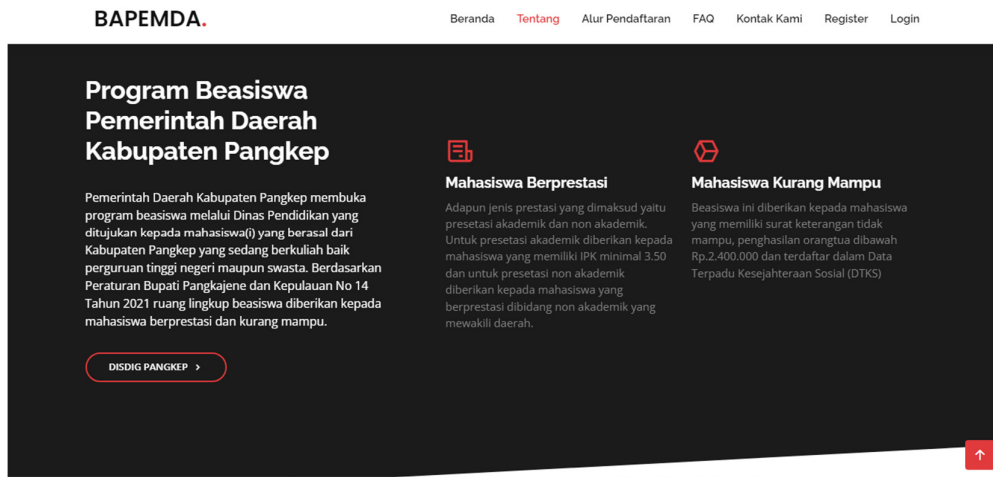 BAPEMDA.
Beranda Tentang Alur Pendaftaran FAQ Kontak Kami Register Login
Program Beasiswa
Pemerintah Daerah
Kabupaten Pangkep
Pemerintah Daerah Kabupaten Pangkep membuka
program beasiswa melalui Dinas Pendidikan yang
ditujukan kepada mahasiswa(i) yang berasal dari
Kabupaten Pangkep yang sedang berkuliah baik
perguruan tinggi negeri maupun swasta. Berdasarkan
Peraturan Bupati Pangkajene dan Kepulauan No 14
Tahun 2021 ruang lingkup beasiswa diberikan kepada
mahasiswa berprestasi dan kurang mampu.
DISDIG PANGKEP
Mahasiswa Berprestasi
Adapun jenis prestasi yang dimaksud yaitu
presetasi akademik dan non akademik.
Untuk presetasi akademik diberikan kepada
mahasiswa yang memiliki IPK minimal 3.50
dan untuk presetasi non akademik
diberikan kepada mahasiswa yang
berprestasi dibidang non akademik yang
mewakili daerah.
Mahasiswa Kurang Mampu
Beasiswa ini diberikan kepada mahasiswa
yang memiliki surat keterangan tidak
mampu, penghasilan orangtua dibawah
Rp.2.400.000 dan terdaftar dalam Data
Terpadu Kesejahteraan Sosial (DTKS)